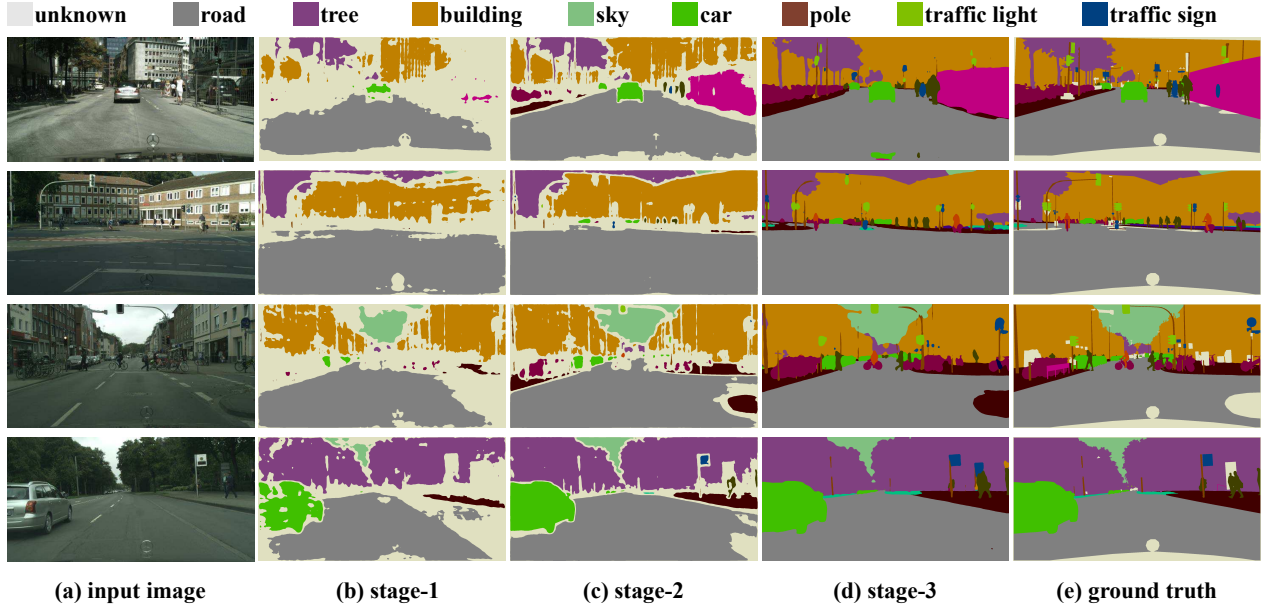 unknown road tree building sky car pole traffic light traffic sign
(a) input image (b) stage-1 (c) stage-2 (d) stage-3 (e) ground truth